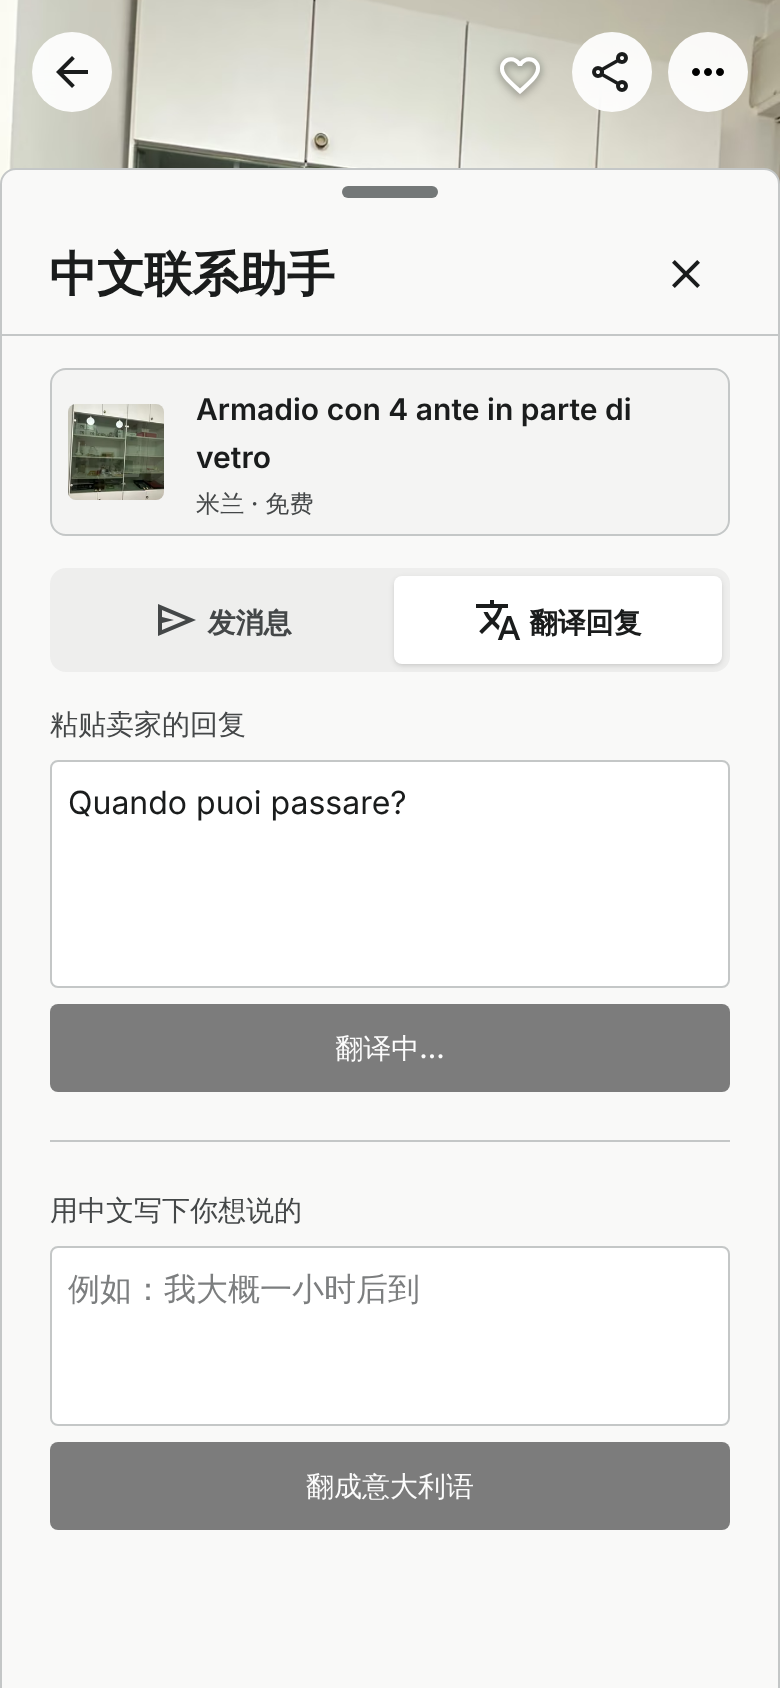 中文联系助手
Armadio con 4 ante in parte di
vetro
米兰 · 免费
发消息
翻译回复
粘贴卖家的回复
Quando puoi passare?
翻译中...
用中文写下你想说的
例如：我大概一小时后到
翻成意大利语